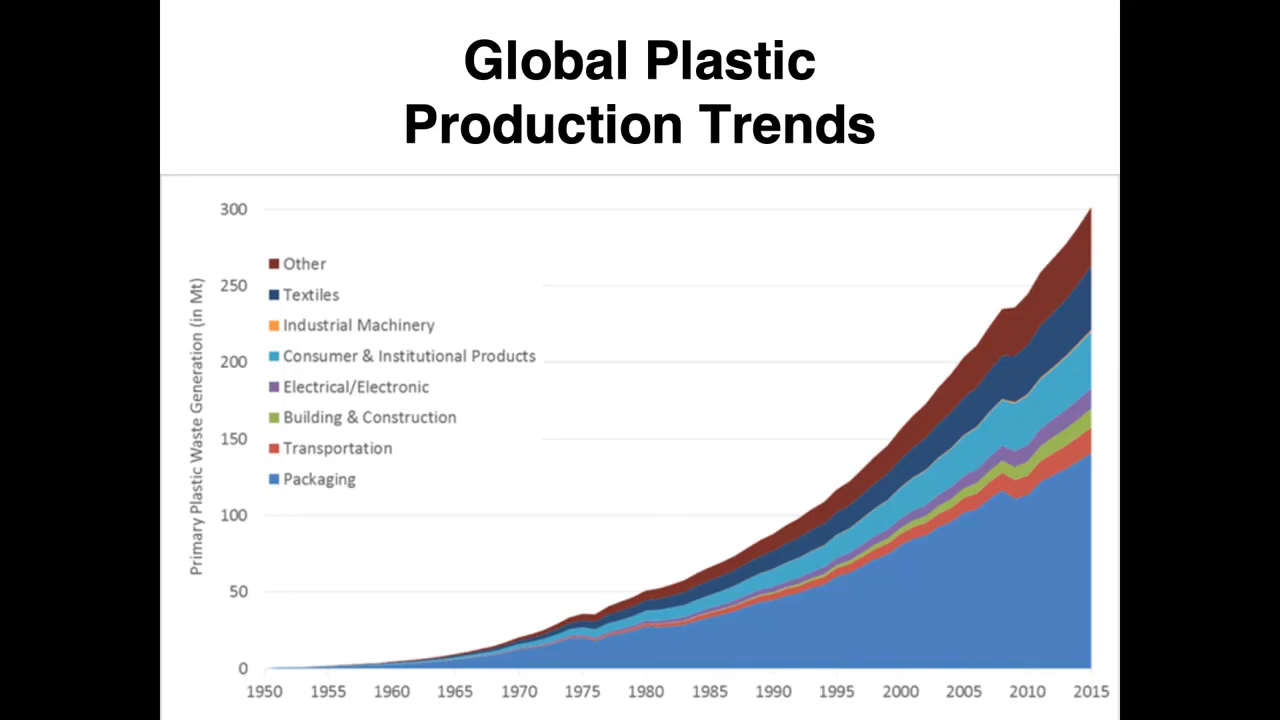 Global Plastic
Production Trends
Primary Plastic Waste Generation (in Mt)
300
250
200
150
100
50
0
Other
Textiles
Industrial Machinery
Consumer & Institutional Products
Electrical/Electronic
Building & Construction
Transportation
Packaging
1950 1955 1960 1965 1970 1975 1980 1985 1990 1995 2000 2005 2010 2015